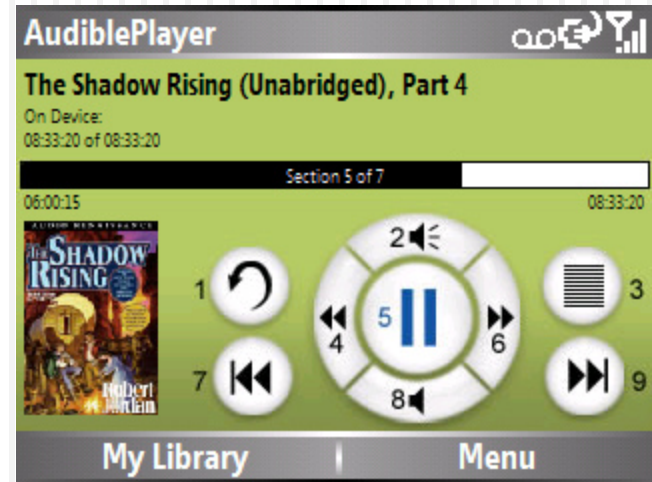 AudiblePlayer
The Shadow Rising (Unabridged), Part 4
On Device:
08:33:20 of 08:33:20
Section 5 of 7
06:00:15
08:33:20
AUDIO RENAISSANCE
THE SHADOW
RISING
Robert
Jordan
1
2
3
4
5
6
7
8
9
My Library
Menu